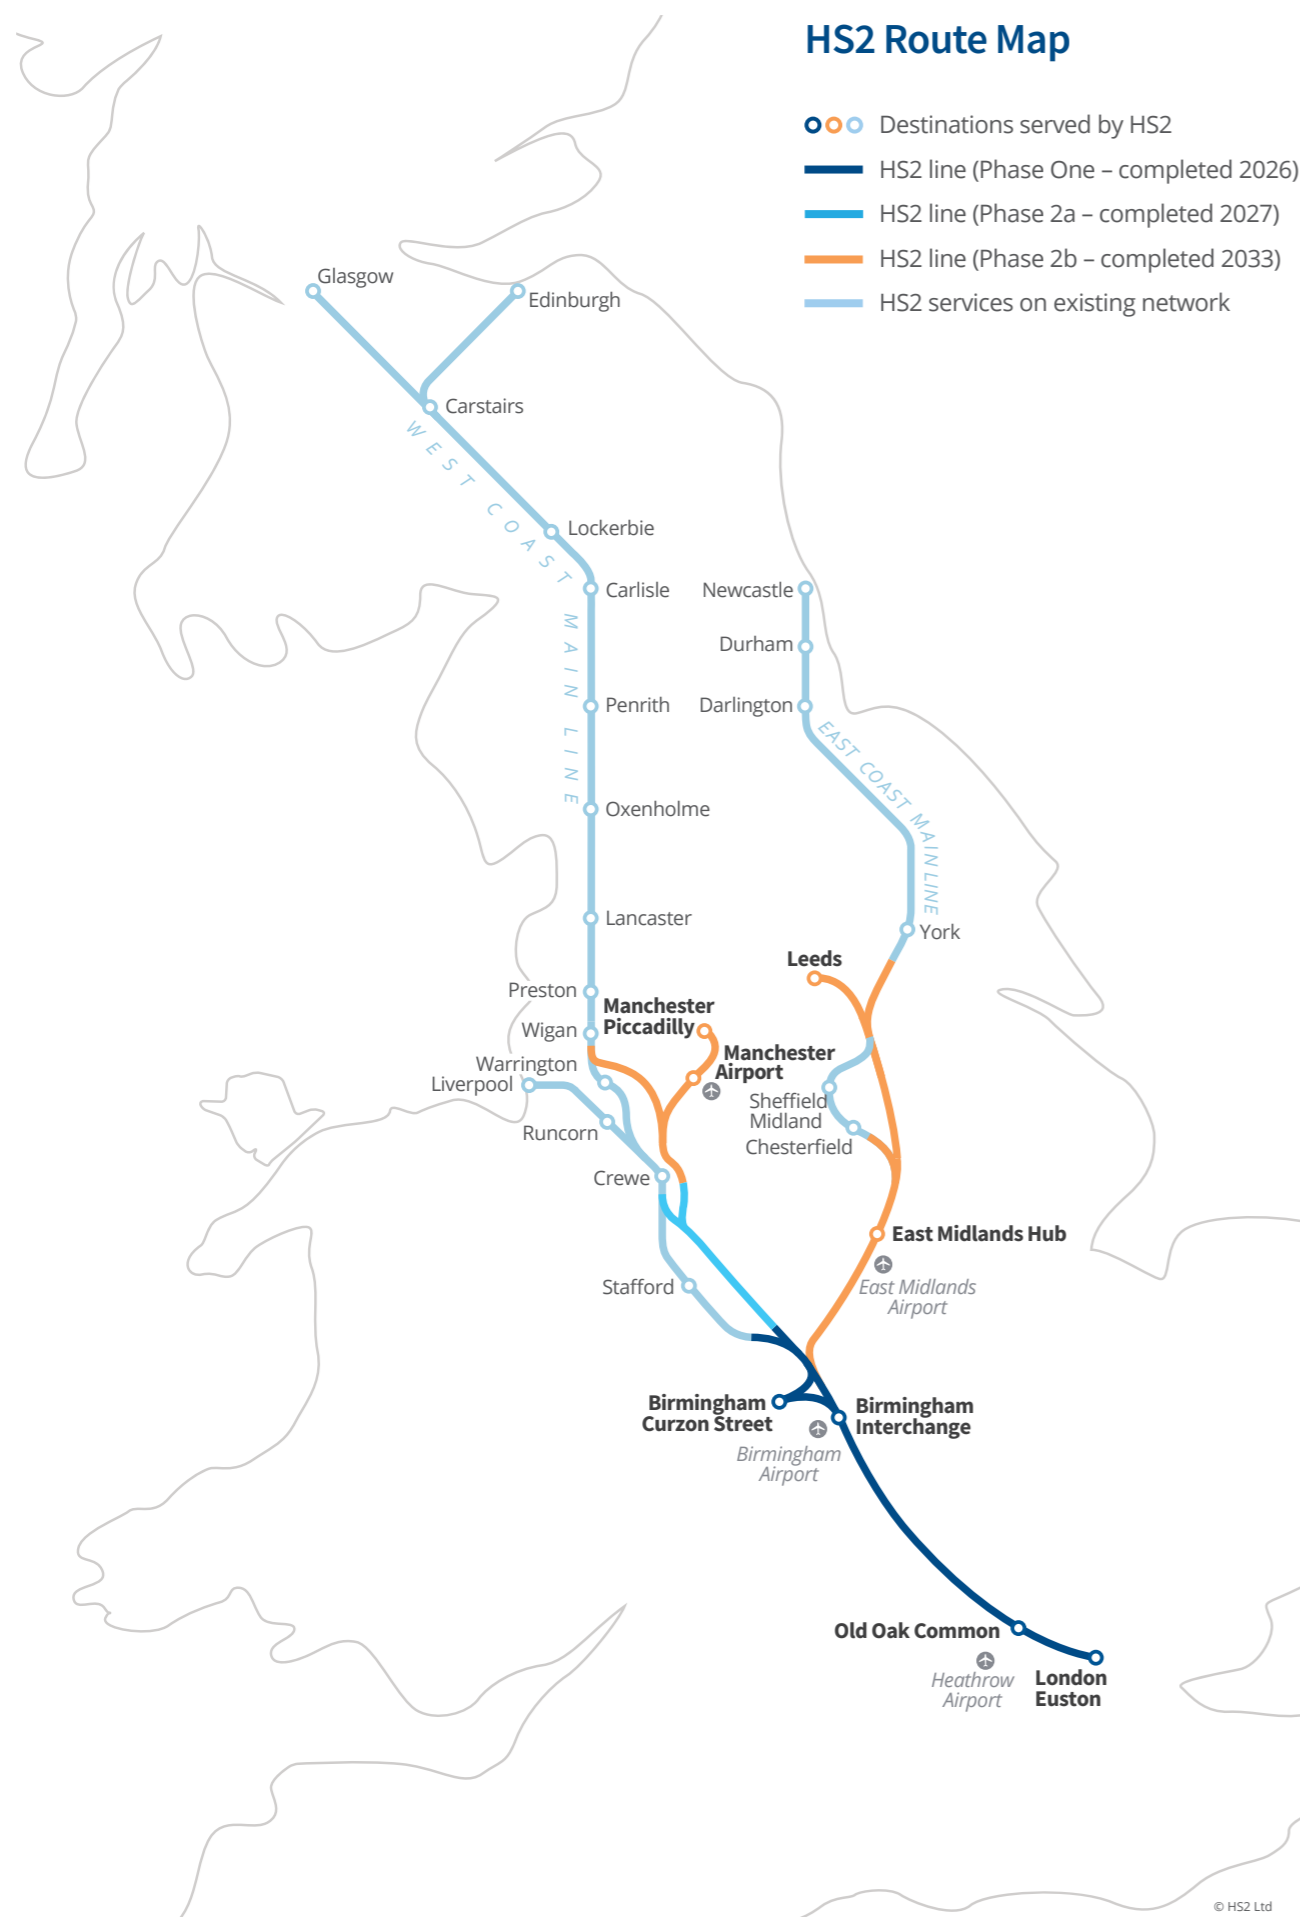 HS2 Route Map
Destinations served by HS2
HS2 line (Phase One – completed 2026)
HS2 line (Phase 2a – completed 2027)
HS2 line (Phase 2b – completed 2033)
HS2 services on existing network
Glasgow
Edinburgh
Carstairs
WEST COAST MAIN LINE
Lockerbie
Carlisle
Newcastle
Durham
Penrith
Darlington
EAST COAST MAIN LINE
Oxenholme
Lancaster
York
Leeds
Preston
Manchester
Piccadilly
Wigan
Manchester
Airport
Warrington
Liverpool
Sheffield
Midland
Runcorn
Chesterfield
Crewe
East Midlands Hub
East Midlands
Airport
Stafford
Birmingham
Curzon Street
Birmingham
Interchange
Birmingham
Airport
Old Oak Common
Heathrow
Airport
London
Euston
© HS2 Ltd